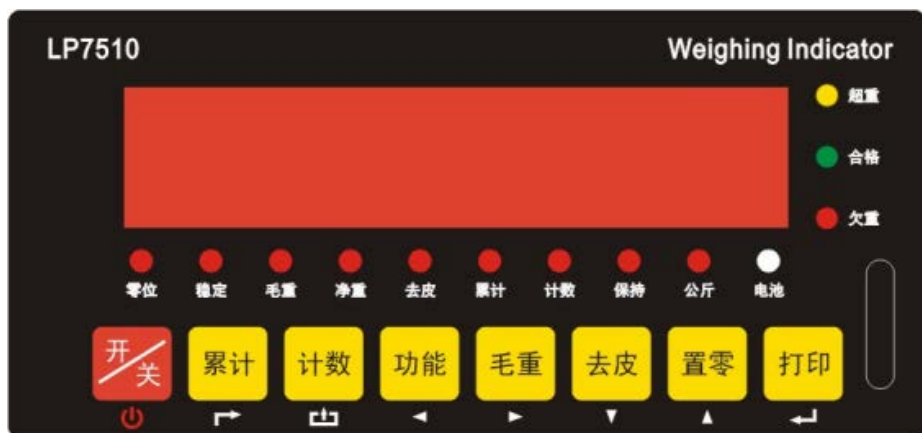 LP7510 Weighing Indicator
超重
合格
欠重
零位 稳定 毛重 净重 去皮 累计 计数 保持 公斤 电池
开/关 累计 计数 功能 毛重 去皮 置零 打印